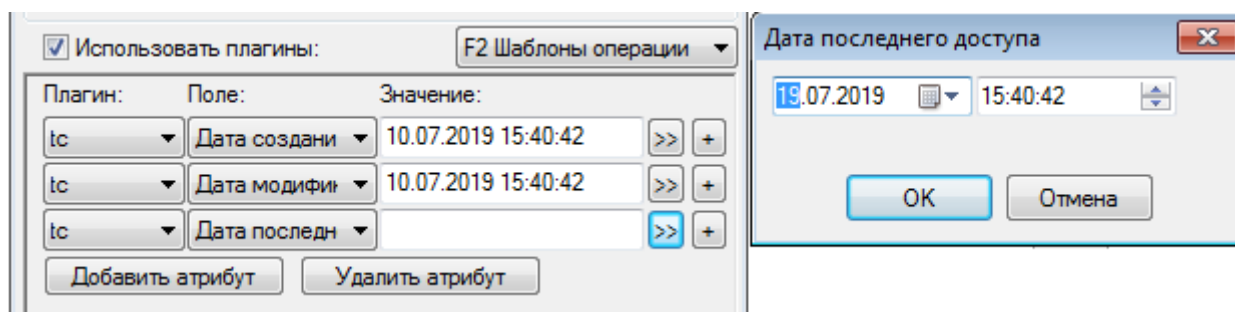 Использовать плагины: F2 Шаблоны операции
Плагин: Поле: Значение:
tc Дата создани 10.07.2019 15:40:42 >> +
tc Дата модифик 10.07.2019 15:40:42 >> +
tc Дата последн >> +
Добавить атрибут Удалить атрибут
Дата последнего доступа
19.07.2019 15:40:42
OK Отмена